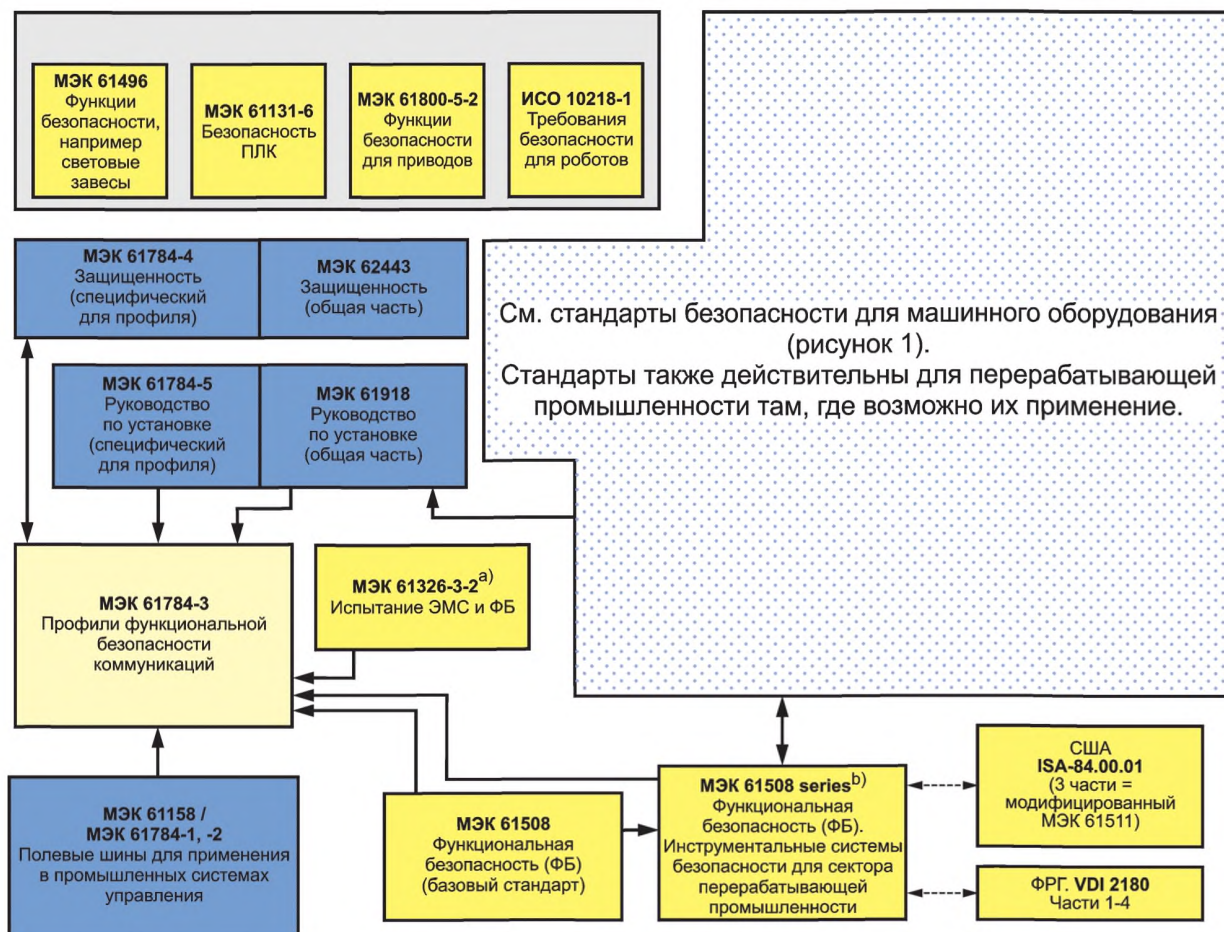 МЭК 61496
Функции
безопасности,
например
световые
завесы
МЭК 61131-6
Безопасность
ПЛК
МЭК 61800-5-2
Функции
безопасности
для приводов
ИСО 10218-1
Требования
безопасности
для роботов
МЭК 61784-4
Защищенность
(специфический
для профиля)
МЭК 62443
Защищенность
(общая часть)
См. стандарты безопасности для машинного оборудования
(рисунок 1).
Стандарты также действительны для перерабатывающей
промышленности там, где возможно их применение.
МЭК 61784-5
Руководство
по установке
(специфический
для профиля)
МЭК 61918
Руководство
по установке
(общая часть)
МЭК 61784-3
Профили функциональной
безопасности
коммуникаций
МЭК 61326-3-2a)
Испытание ЭМС и ФБ
МЭК 61158 /
МЭК 61784-1, -2
Полевые шины для применения
в промышленных системах
управления
МЭК 61508
Функциональная
безопасность (ФБ)
(базовый стандарт)
МЭК 61508 seriesb)
Функциональная
безопасность (ФБ).
Инструментальные системы
безопасности для сектора
перерабатывающей
промышленности
США
ISA-84.00.01
(3 части =
модифицированный
МЭК 61511)
ФРГ. VDI 2180
Части 1-4